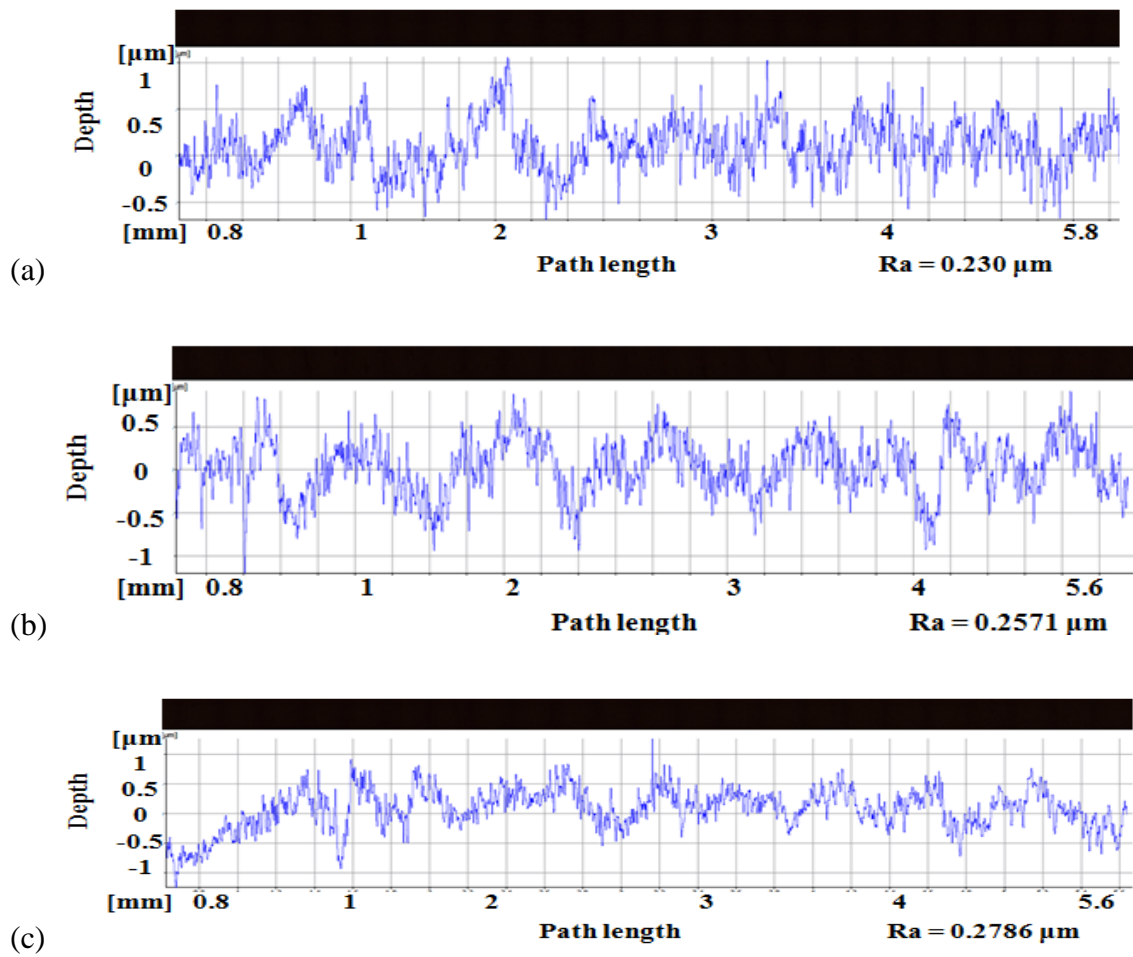 [µm]
1
0.5
0
-0.5
Depth
[mm] 0.8 1 2 3 4 5.8
Path length Ra = 0.230 µm
(a)
[µm]
0.5
0
-0.5
-1
Depth
[mm] 0.8 1 2 3 4 5.6
Path length Ra = 0.2571 µm
(b)
[µm
1
0.5
0
-0.5
-1
Depth
[mm] 0.8 1 2 3 4 5.6
Path length Ra = 0.2786 µm
(c)